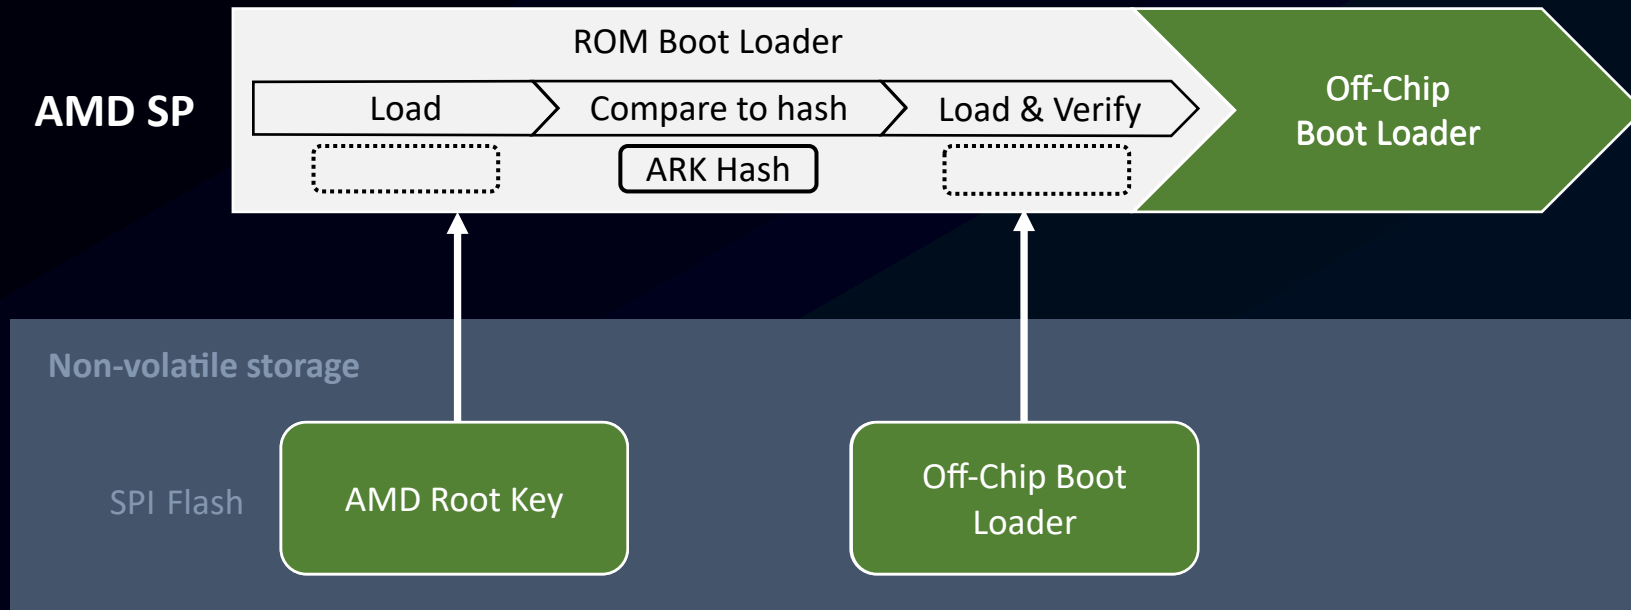 ROM Boot Loader
AMD SP
Load
Compare to hash
Load & Verify
ARK Hash
Off-Chip
Boot Loader
Non-volatile storage
SPI Flash
AMD Root Key
Off-Chip Boot
Loader